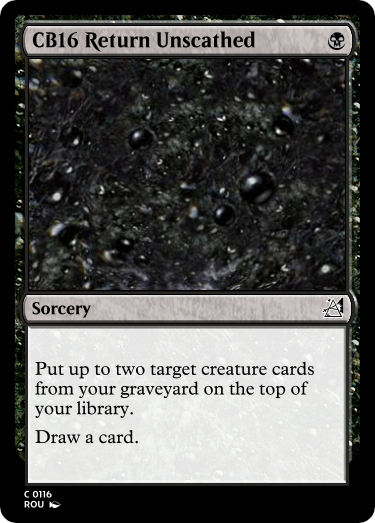 CB16 Return Unscathed
Sorcery
Put up to two target creature cards
from your graveyard on the top of
your library.
Draw a card.
C 0116
ROU